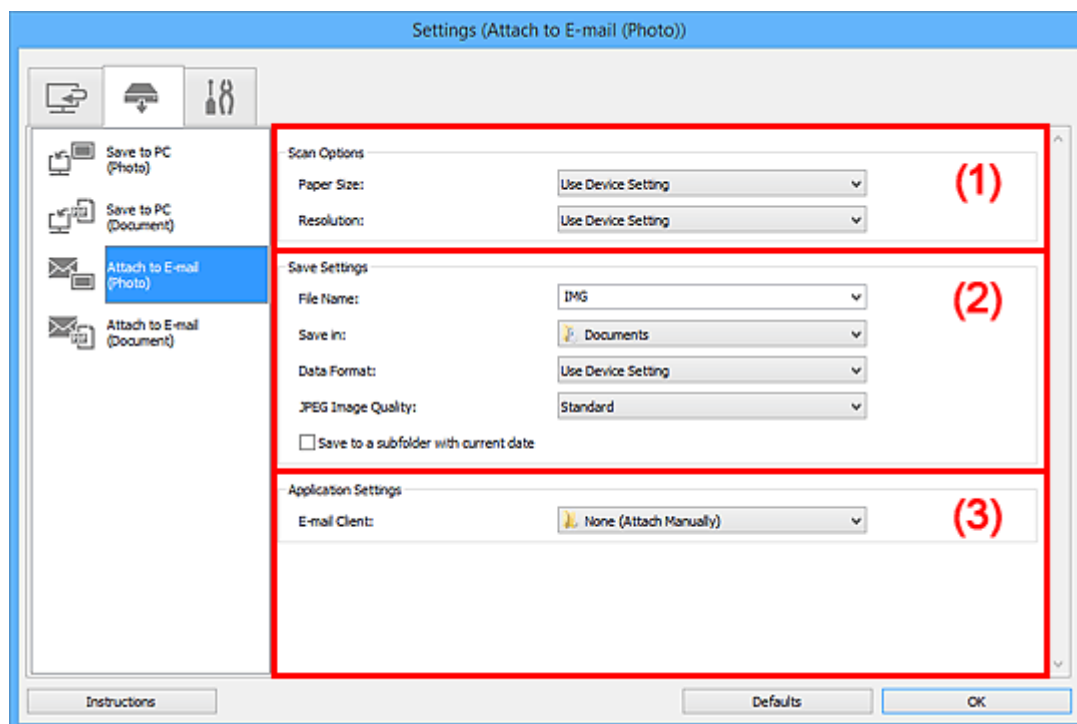 Settings (Attach to E-mail (Photo))
Save to PC
(Photo)
Save to PC
(Document)
Attach to E-mail
(Photo)
Attach to E-mail
(Document)
Scan Options
(1)
Paper Size: Use Device Setting
Resolution: Use Device Setting
Save Settings
(2)
File Name: IMG
Save in: Documents
Data Format: Use Device Setting
JPEG Image Quality: Standard
Save to a subfolder with current date
Application Settings
(3)
E-mail Client: None (Attach Manually)
Instructions Defaults OK